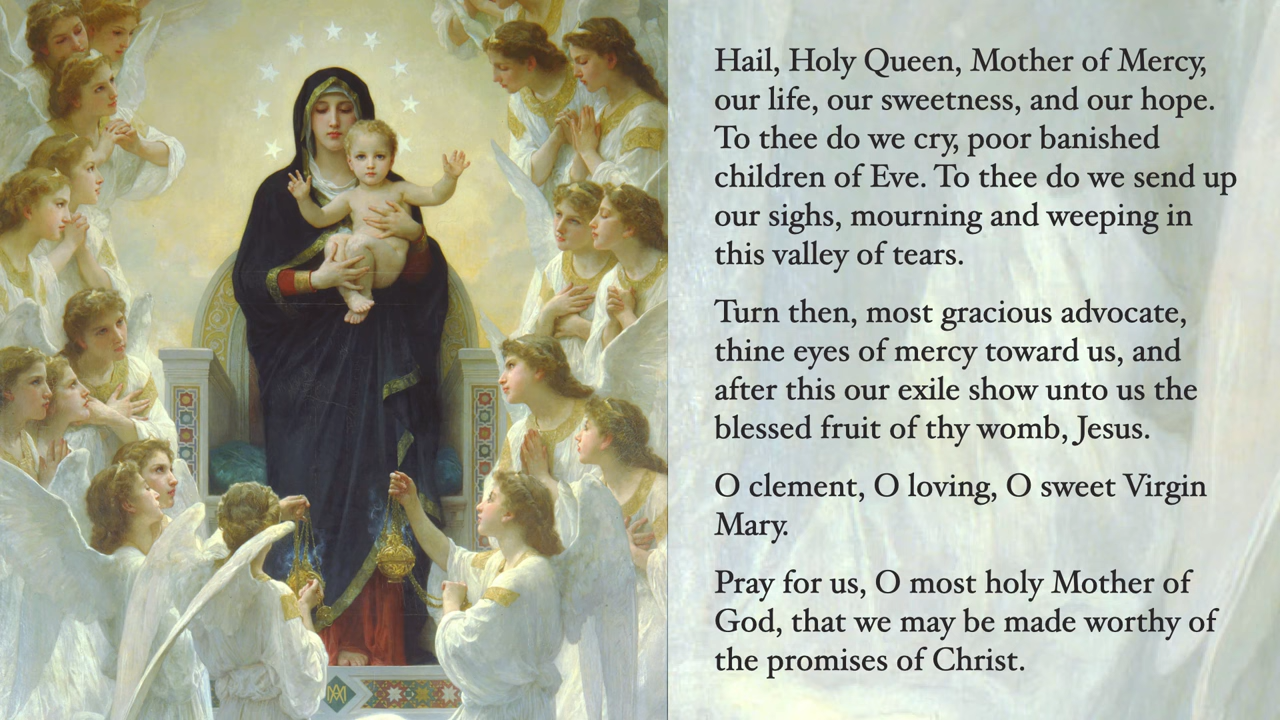 Hail, Holy Queen, Mother of Mercy,
our life, our sweetness, and our hope.
To thee do we cry, poor banished
children of Eve. To thee do we send up
our sighs, mourning and weeping in
this valley of tears.
Turn then, most gracious advocate,
thine eyes of mercy toward us, and
after this our exile show unto us the
blessed fruit of thy womb, Jesus.
O clement, O loving, O sweet Virgin
Mary.
Pray for us, O most holy Mother of
God, that we may be made worthy of
the promises of Christ.